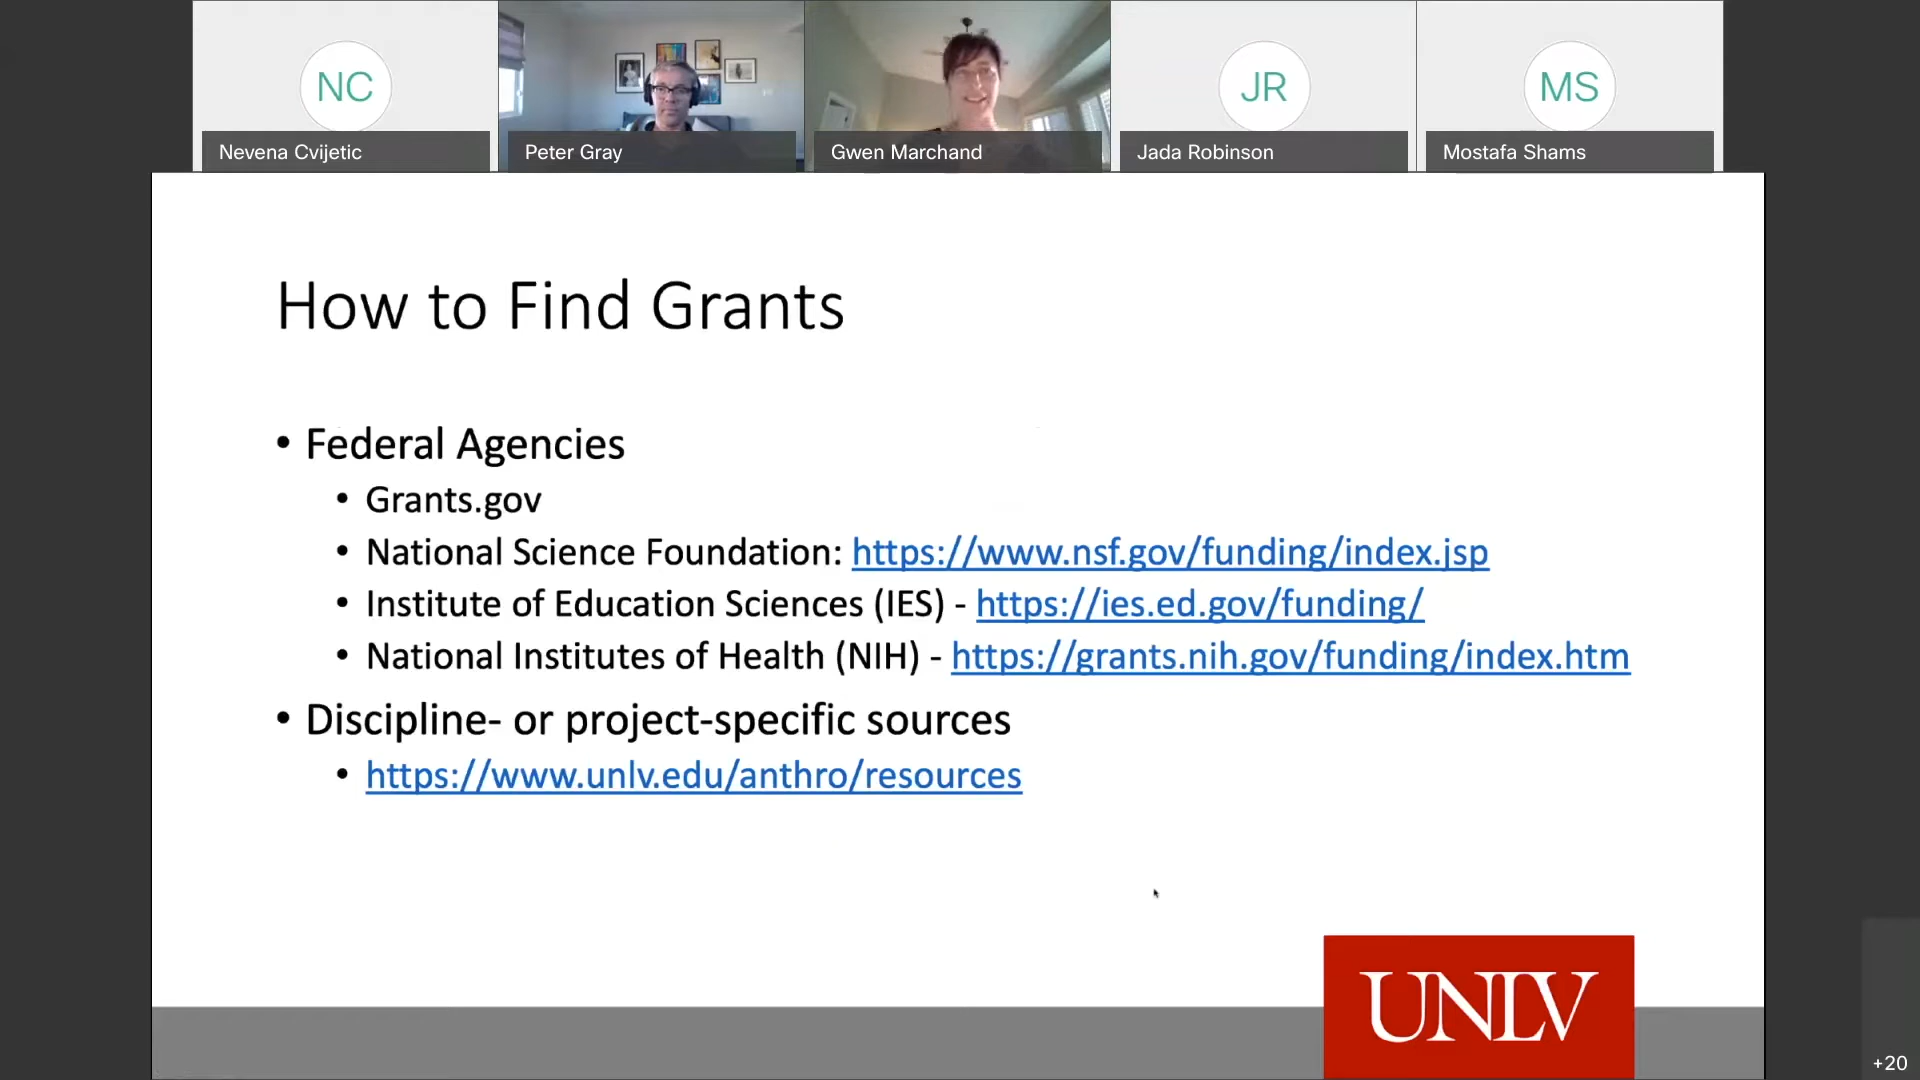 NC
JR
MS
Nevena Cvijetic
Peter Gray
Gwen Marchand
Jada Robinson
Mostafa Shams
How to Find Grants
• Federal Agencies
• Grants.gov
• National Science Foundation: https://www.nsf.gov/funding/index.jsp
• Institute of Education Sciences (IES) - https://ies.ed.gov/funding/
• National Institutes of Health (NIH) - https://grants.nih.gov/funding/index.htm
• Discipline- or project-specific sources
• https://www.unlv.edu/anthro/resources
UNLV
+20